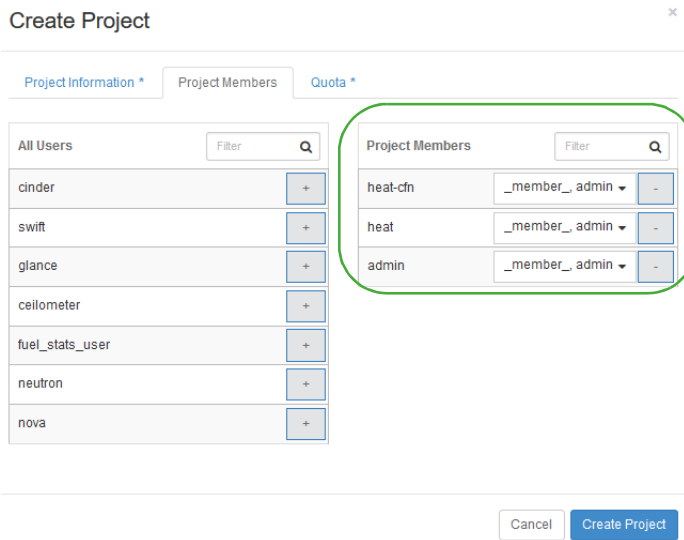 Create Project
×
Project Information *
Project Members
Quota *
All Users
Filter
cinder
+
swift
+
glance
+
ceilometer
+
fuel_stats_user
+
neutron
+
nova
+
Project Members
Filter
heat-cfn
_member_, admin
-
heat
_member_, admin
-
admin
_member_, admin
-
Cancel
Create Project